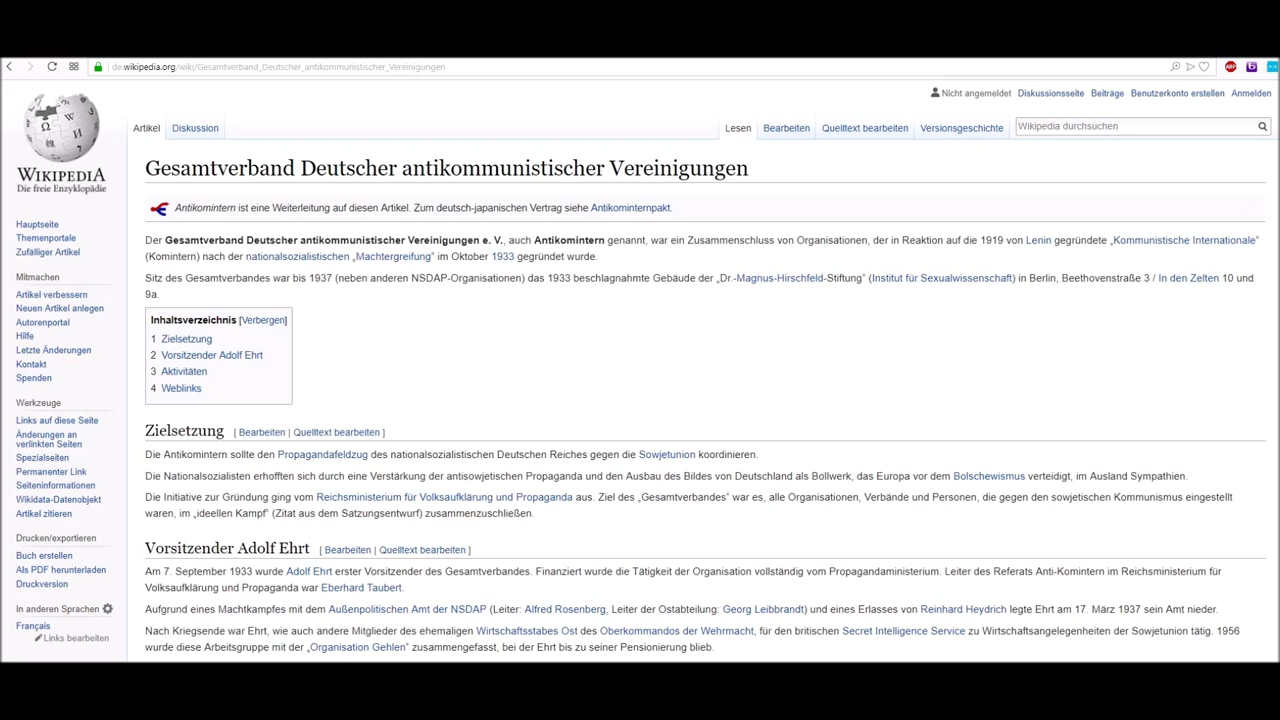 de.wikipedia.org/wiki/Gesamtverband_Deutscher_antikommunistischer_Vereinigungen
ABP
Nicht angemeldet Diskussionsseite Beiträge Benutzerkonto erstellen Anmelden
Artikel Diskussion Lesen Bearbeiten Quelltext bearbeiten Versionsgeschichte Wikipedia durchsuchen
WIKIPEDIA
Die freie Enzyklopädie
Hauptseite
Themenportale
Zufälliger Artikel
Mitmachen
Artikel verbessern
Neuen Artikel anlegen
Autorenportal
Hilfe
Letzte Änderungen
Kontakt
Spenden
Werkzeuge
Links auf diese Seite
Änderungen an
verlinkten Seiten
Spezialseiten
Permanenter Link
Seiteninformationen
Wikidata-Datenobjekt
Artikel zitieren
Drucken/exportieren
Buch erstellen
Als PDF herunterladen
Druckversion
In anderen Sprachen
Français
Links bearbeiten
Gesamtverband Deutscher antikommunistischer Vereinigungen
Antikomintern ist eine Weiterleitung auf diesen Artikel. Zum deutsch-japanischen Vertrag siehe Antikominternpakt.
Der Gesamtverband Deutscher antikommunistischer Vereinigungen e. V., auch Antikomintern genannt, war ein Zusammenschluss von Organisationen, der in Reaktion auf die 1919 von Lenin gegründete „Kommunistische Internationale“
(Komintern) nach der nationalsozialistischen „Machtergreifung“ im Oktober 1933 gegründet wurde.
Sitz des Gesamtverbandes war bis 1937 (neben anderen NSDAP-Organisationen) das 1933 beschlagnahmte Gebäude der „Dr.-Magnus-Hirschfeld-Stiftung“ (Institut für Sexualwissenschaft) in Berlin, Beethovenstraße 3 / In den Zelten 10 und
9a.
Inhaltsverzeichnis [Verbergen]
1 Zielsetzung
2 Vorsitzender Adolf Ehrt
3 Aktivitäten
4 Weblinks
Zielsetzung [ Bearbeiten | Quelltext bearbeiten ]
Die Antikomintern sollte den Propagandafeldzug des nationalsozialistischen Deutschen Reiches gegen die Sowjetunion koordinieren.
Die Nationalsozialisten erhofften sich durch eine Verstärkung der antisowjetischen Propaganda und den Ausbau des Bildes von Deutschland als Bollwerk, das Europa vor dem Bolschewismus verteidigt, im Ausland Sympathien.
Die Initiative zur Gründung ging vom Reichsministerium für Volksaufklärung und Propaganda aus. Ziel des „Gesamtverbandes“ war es, alle Organisationen, Verbände und Personen, die gegen den sowjetischen Kommunismus eingestellt
waren, im „ideellen Kampf“ (Zitat aus dem Satzungsentwurf) zusammenzuschließen.
Vorsitzender Adolf Ehrt [ Bearbeiten | Quelltext bearbeiten ]
Am 7. September 1933 wurde Adolf Ehrt erster Vorsitzender des Gesamtverbandes. Finanziert wurde die Tätigkeit der Organisation vollständig vom Propagandaministerium. Leiter des Referats Anti-Komintern im Reichsministerium für
Volksaufklärung und Propaganda war Eberhard Taubert.
Aufgrund eines Machtkampfes mit dem Außenpolitischen Amt der NSDAP (Leiter: Alfred Rosenberg, Leiter der Ostabteilung: Georg Leibbrandt) und eines Erlasses von Reinhard Heydrich legte Ehrt am 17. März 1937 sein Amt nieder.
Nach Kriegsende war Ehrt, wie auch andere Mitglieder des ehemaligen Wirtschaftsstabes Ost des Oberkommandos der Wehrmacht, für den britischen Secret Intelligence Service zu Wirtschaftsangelegenheiten der Sowjetunion tätig. 1956
wurde diese Arbeitsgruppe mit der „Organisation Gehlen“ zusammengefasst, bei der Ehrt bis zu seiner Pensionierung blieb.